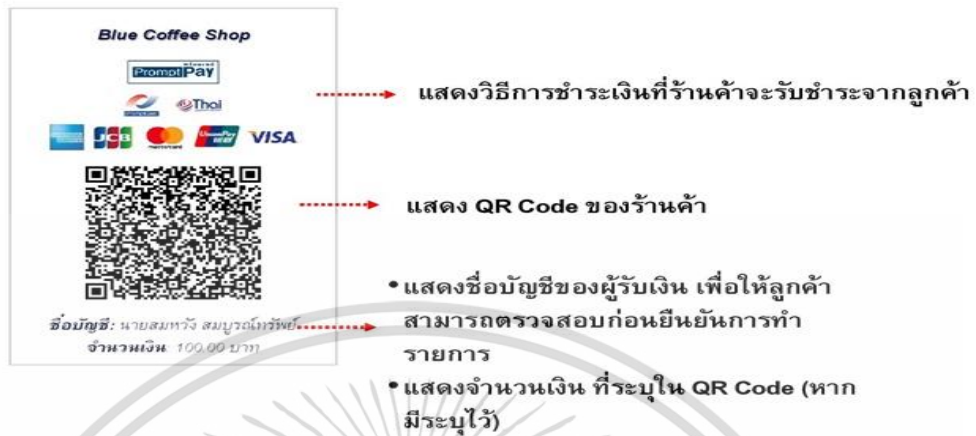 Blue Coffee Shop
PromptPay
Thai
JCB
UnionPay
VISA
แสดงวิธีการชำระเงินที่ร้านค้าจะรับชำระจากลูกค้า
แสดง QR Code ของร้านค้า
ชื่อบัญชี: นายสมหวัง สมบูรณ์ทรัพย์
จำนวนเงิน 100.00 บาท
•แสดงชื่อบัญชีของผู้รับเงิน เพื่อให้ลูกค้า
สามารถตรวจสอบก่อนยืนยันการทำ
รายการ
•แสดงจำนวนเงิน ที่ระบุใน QR Code (หาก
มีระบุไว้)